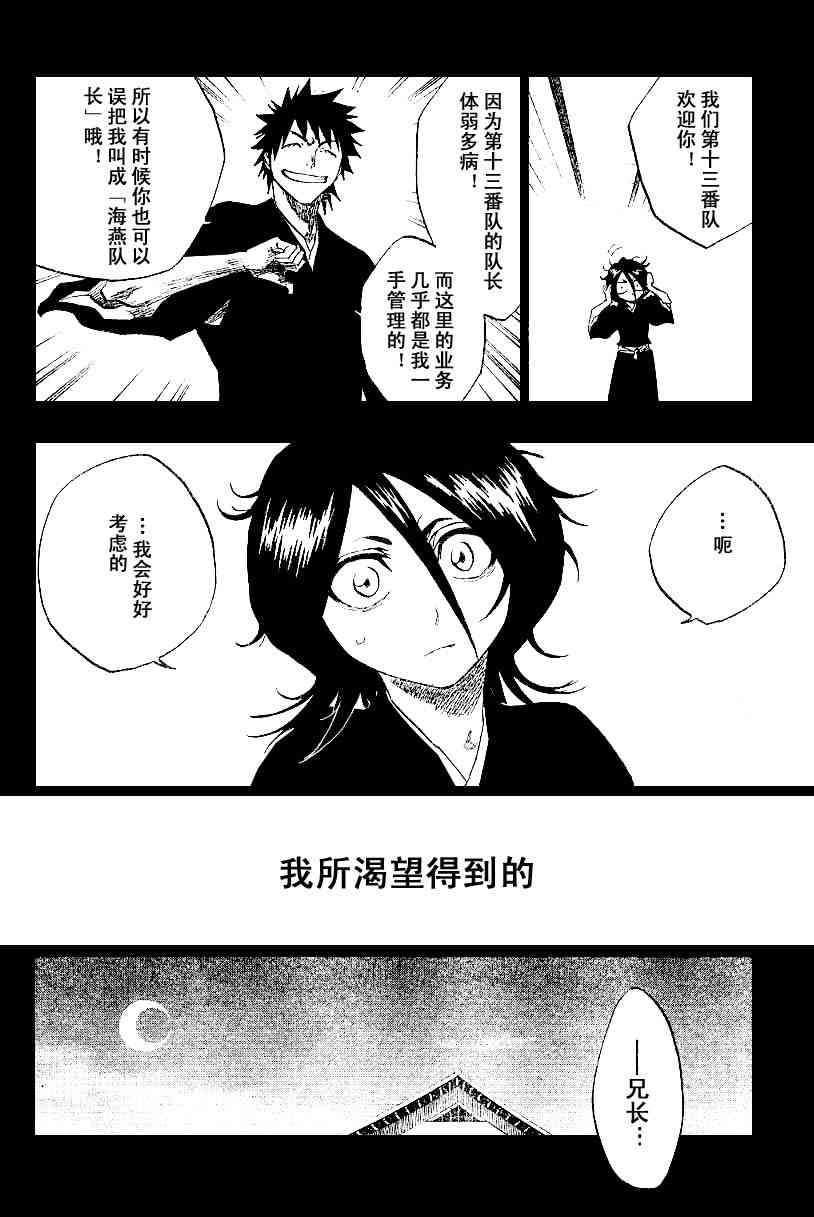 我们第十三番队
欢迎你！
因为第十三番队的队长
体弱多病！
而这里的业务
几乎都是我一
手管理的！
所以有时候你也可以
误把我叫成「海燕队
长」哦！
…呃
…我会好好
考虑的
我所渴望得到的
——兄长…